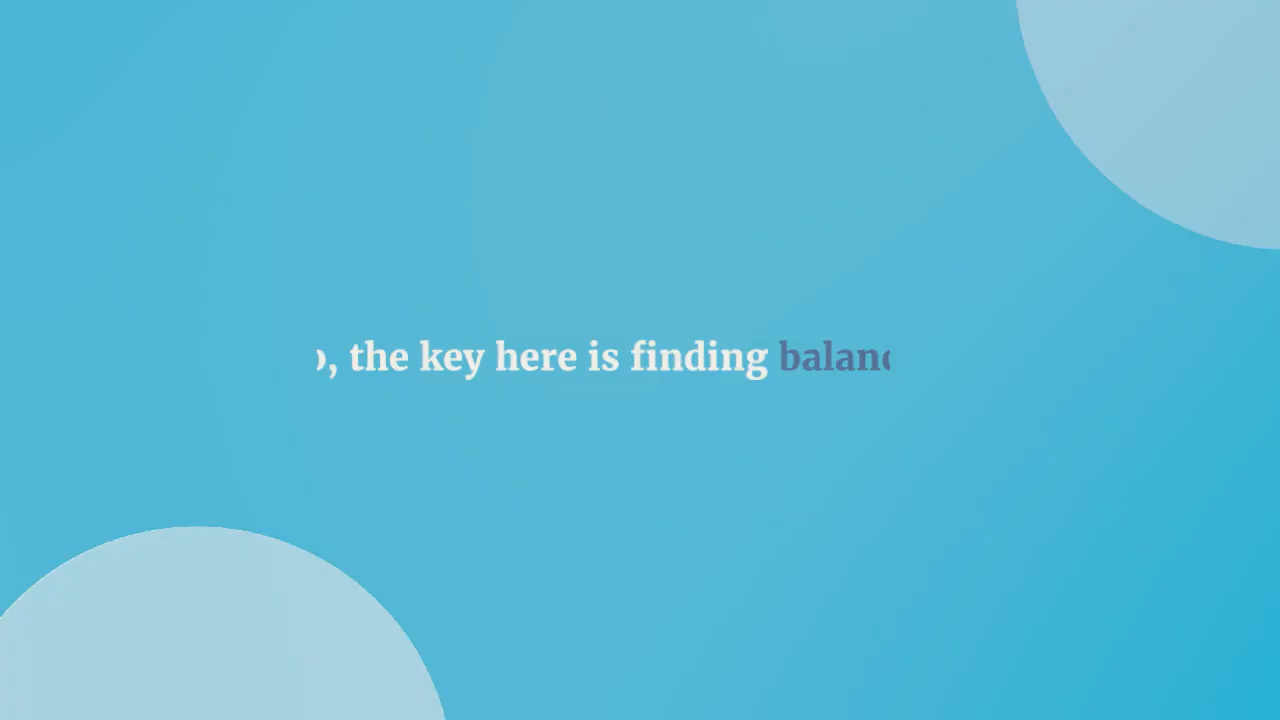 , the key here is finding